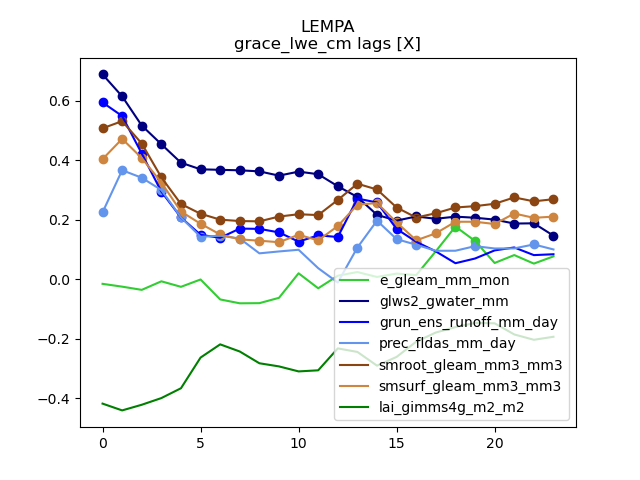 LEMPA
grace_lwe_cm lags [X]
0.6
0.4
0.2
0.0
−0.2
−0.4
0
5
10
15
20
e_gleam_mm_mon
glws2_gwater_mm
grun_ens_runoff_mm_day
prec_fldas_mm_day
smroot_gleam_mm3_mm3
smsurf_gleam_mm3_mm3
lai_gimms4g_m2_m2